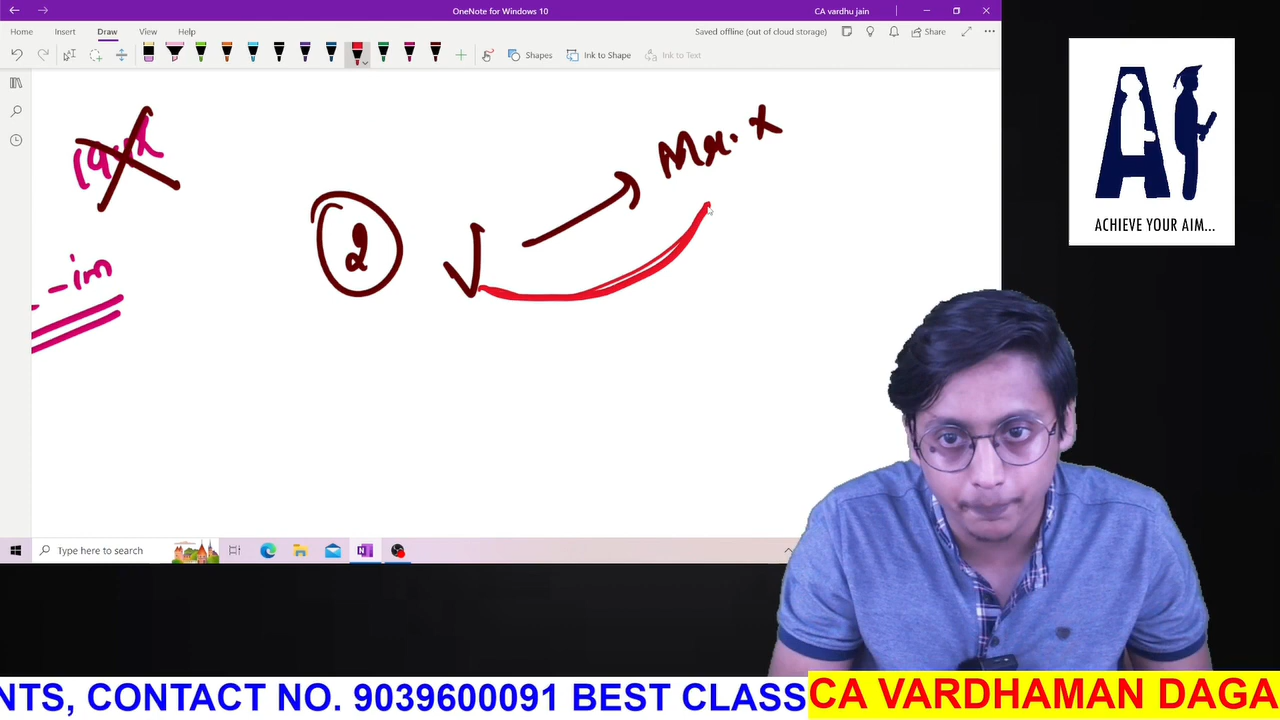 OneNote for Windows 10
CA vardhu jain
Home Insert Draw View Help
Saved offline (out of cloud storage)
Share
Shapes
Ink to Shape
Ink to Text
Mr. X
2
-im
ACHIEVE YOUR AIM...
Type here to search
NTS, CONTACT NO. 9039600091 BEST CLASS
CA VARDHAMAN DAGA